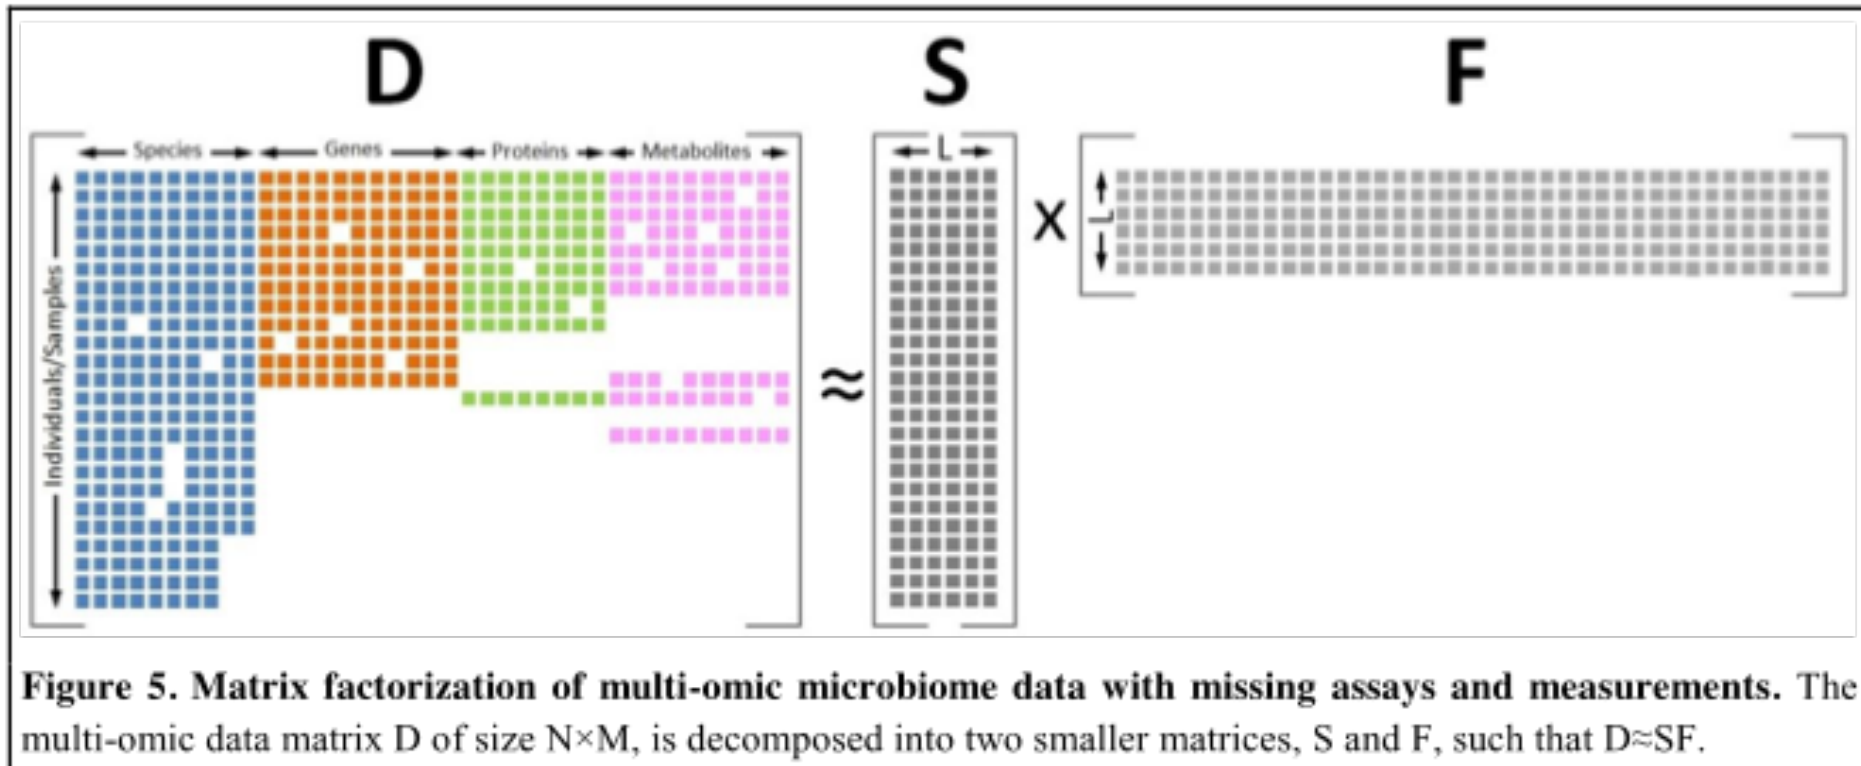 D S F
Species Genes Proteins Metabolites
L
Individuals/Samples
L
X
≈
Figure 5. Matrix factorization of multi-omic microbiome data with missing assays and measurements. The
multi-omic data matrix D of size N×M, is decomposed into two smaller matrices, S and F, such that D≈SF.